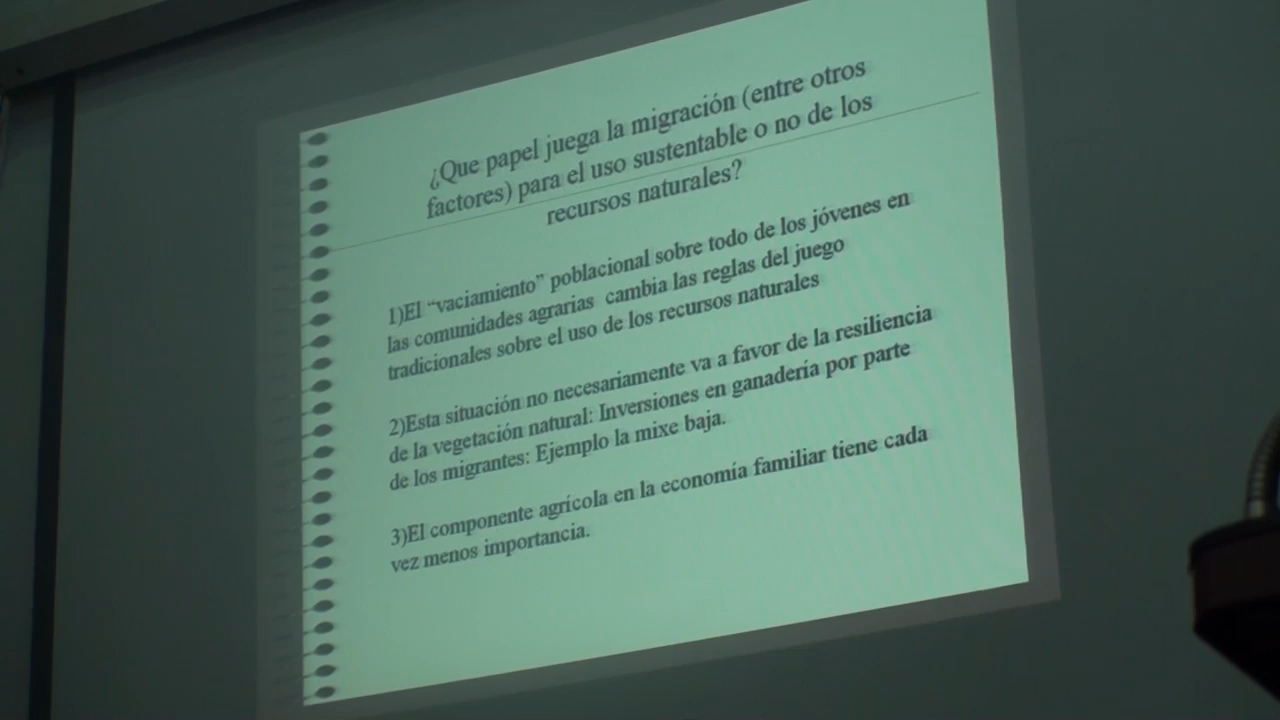 ¿Que papel juega la migración (entre otros
factores) para el uso sustentable o no de los
recursos naturales?
1)El “vaciamiento” poblacional sobre todo de los jóvenes en
las comunidades agrarias cambia las reglas del juego
tradicionales sobre el uso de los recursos naturales
2)Esta situación no necesariamente va a favor de la resiliencia
de la vegetación natural: Inversiones en ganadería por parte
de los migrantes: Ejemplo la mixe baja.
3)El componente agrícola en la economía familiar tiene cada
vez menos importancia.